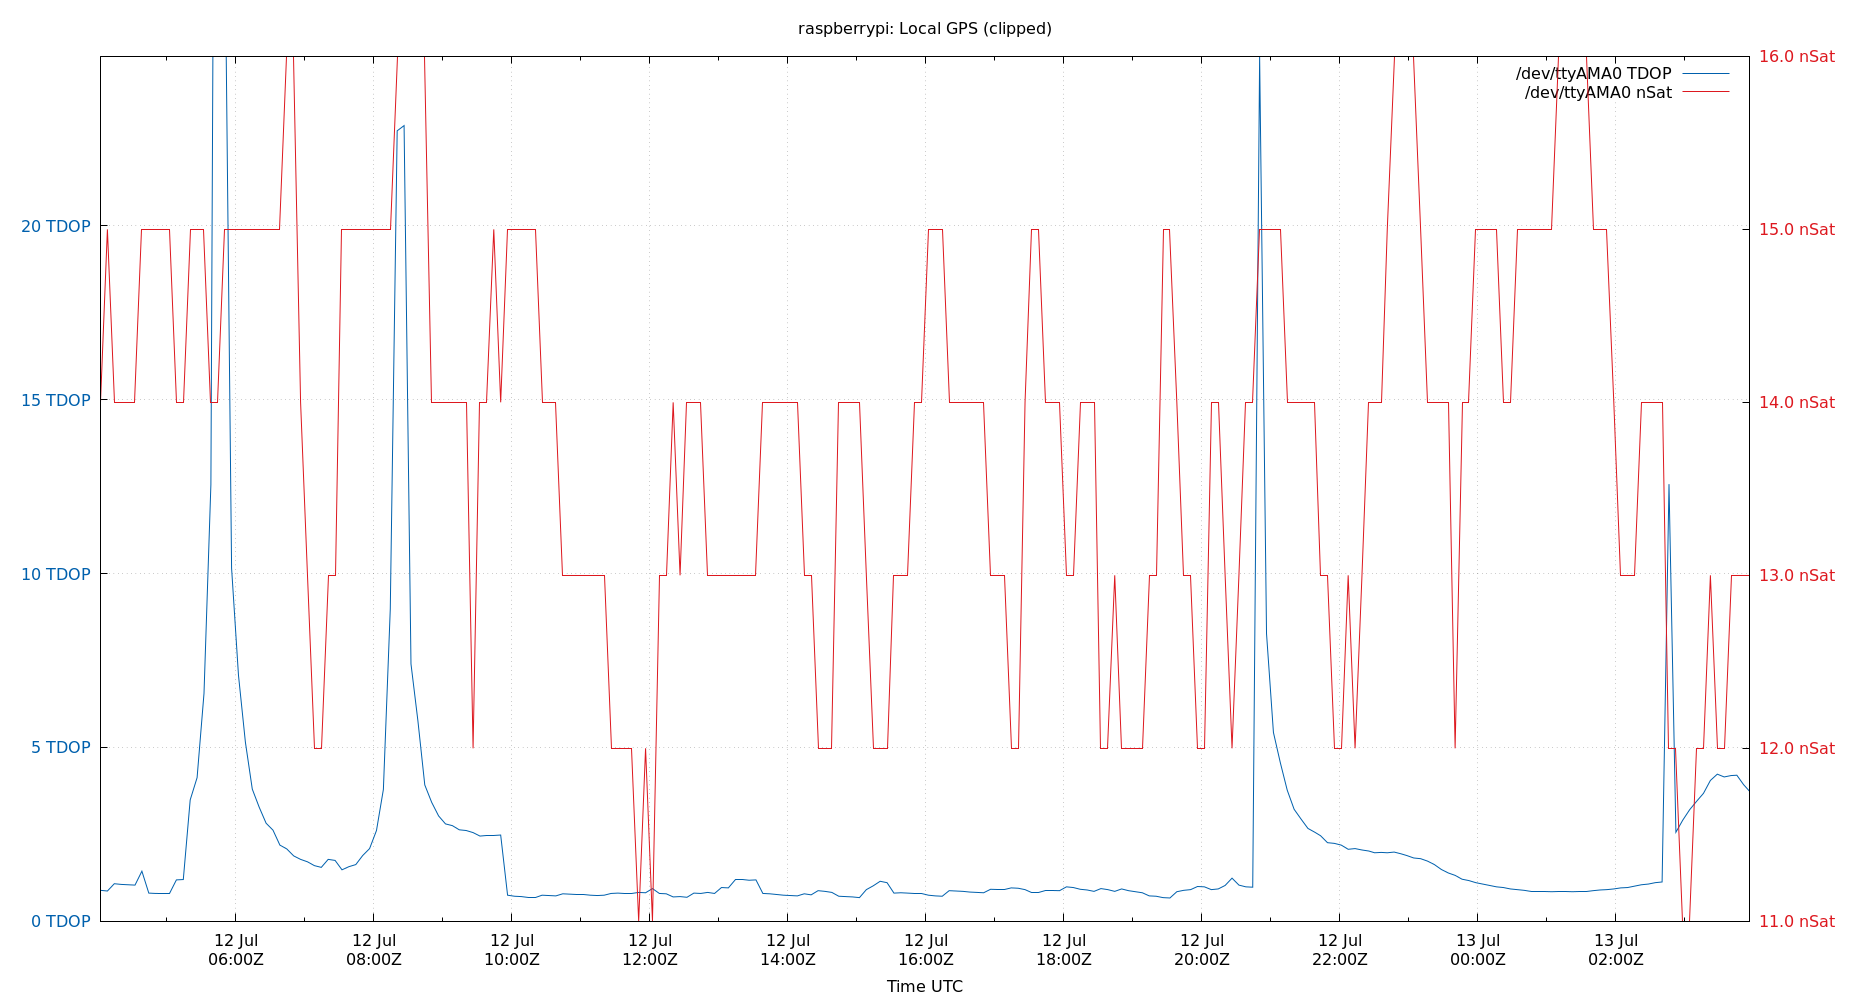 raspberrypi: Local GPS (clipped)
16.0 nSat
/dev/ttyAMA0 TDOP
/dev/ttyAMA0 nSat
20 TDOP
15.0 nSat
15 TDOP
14.0 nSat
10 TDOP
13.0 nSat
5 TDOP
12.0 nSat
0 TDOP
11.0 nSat
12 Jul 12 Jul 12 Jul 12 Jul 12 Jul 12 Jul 12 Jul 12 Jul 12 Jul 13 Jul 13 Jul
06:00Z 08:00Z 10:00Z 12:00Z 14:00Z 16:00Z 18:00Z 20:00Z 22:00Z 00:00Z 02:00Z
Time UTC